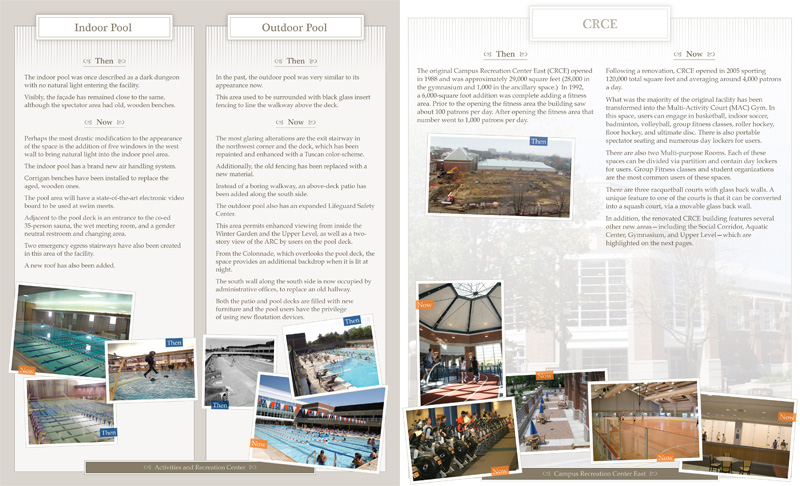 Indoor Pool
Then
The indoor pool was once described as a dark dungeon
with no natural light entering the facility.
Visibly, the façade has remained close to the same,
although the spectator area had old, wooden benches.
Now
Perhaps the most drastic modification to the appearance
of the space is the addition of five windows in the west
wall to bring natural light into the indoor pool area.
The indoor pool has a brand new air handling system.
Corrigan benches have been installed to replace the
aged, wooden ones.
The pool area will have a state-of-the-art electronic video
board to be used at swim meets.
Adjacent to the pool deck is an entrance to the co-ed
35-person sauna, the wet meeting room, and a gender
neutral restroom and changing area.
Two emergency egress stairways have also been created
in this area of the facility.
A new roof has also been added.
Now
Then
Then
Outdoor Pool
Then
In the past, the outdoor pool was very similar to its
appearance now.
This area used to be surrounded with black glass insert
fencing to line the walkway above the deck.
Now
The most glaring alterations are the exit stairway in
the northwest corner and the deck, which has been
repainted and enhanced with a Tuscan color-scheme.
Additionally, the old fencing has been replaced with a
new material.
Instead of a boring walkway, an above-deck patio has
been added along the south side.
The outdoor pool also has an expanded Lifeguard Safety
Center.
This area permits enhanced viewing from inside the
Winter Garden and the Upper Level, as well as a two-
story view of the ARC by users on the pool deck.
From the Colonnade, which overlooks the pool deck, the
space provides an additional backdrop when it is lit at
night.
The south wall along the south side is now occupied by
administrative offices, to replace an old hallway.
Both the patio and pool decks are filled with new
furniture and the pool users have the privilege
of using new floatation devices.
Then
Then
Now
Activities and Recreation Center
CRCE
Then
The original Campus Recreation Center East (CRCE) opened
in 1988 and was approximately 29,000 square feet (28,000 in
the gymnasium and 1,000 in the ancillary space.) In 1992,
a 6,000-square foot addition was complete adding a fitness
area. Prior to the opening the fitness area the building saw
about 100 patrons per day. After opening the fitness area that
number went to 1,000 patrons per day.
Then
Now
Following a renovation, CRCE opened in 2005 sporting
120,000 total square feet and averaging around 4,000 patrons
a day.
What was the majority of the original facility has been
transformed into the Multi-Activity Court (MAC) Gym. In
this space, users can engage in basketball, indoor soccer,
badminton, volleyball, group fitness classes, roller hockey,
floor hockey, and ultimate disc. There is also portable
spectator seating and numerous day lockers for users.
There are also two Multi-purpose Rooms. Each of these
spaces can be divided via partition and contain day lockers
for users. Group Fitness classes and student organizations
are the most common users of these spaces.
There are three racquetball courts with glass back walls. A
unique feature to one of the courts is that it can be converted
into a squash court, via a movable glass back wall.
In addition, the renovated CRCE building features several
other new areas—including the Social Corridor, Aquatic
Center, Gymnasium, and Upper Level—which are
highlighted on the next pages.
Now
Now
Now
Now
Now
Campus Recreation Center East